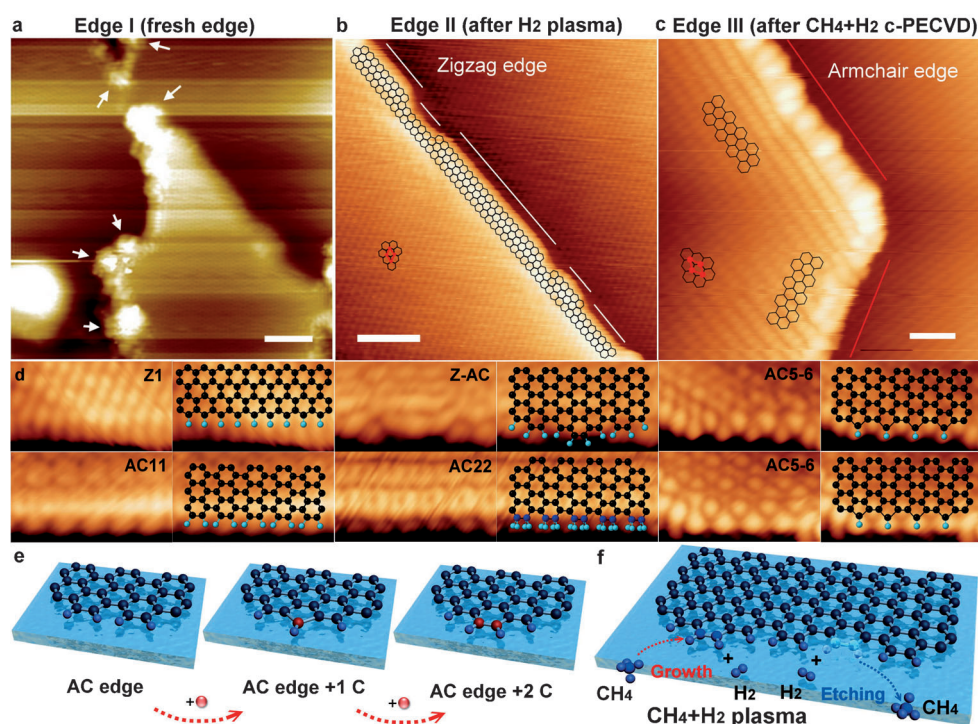 a Edge I (fresh edge)
b Edge II (after H2 plasma)
c Edge III (after CH4+H2 c-PECVD)
Zigzag edge
Armchair edge
d Z1
Z-AC
AC5-6
AC11
AC22
AC5-6
e
f
AC edge
+
AC edge +1 C
+
AC edge +2 C
+
+
Growth
Etching
CH4
H2
H2
CH4
CH4+H2 plasma